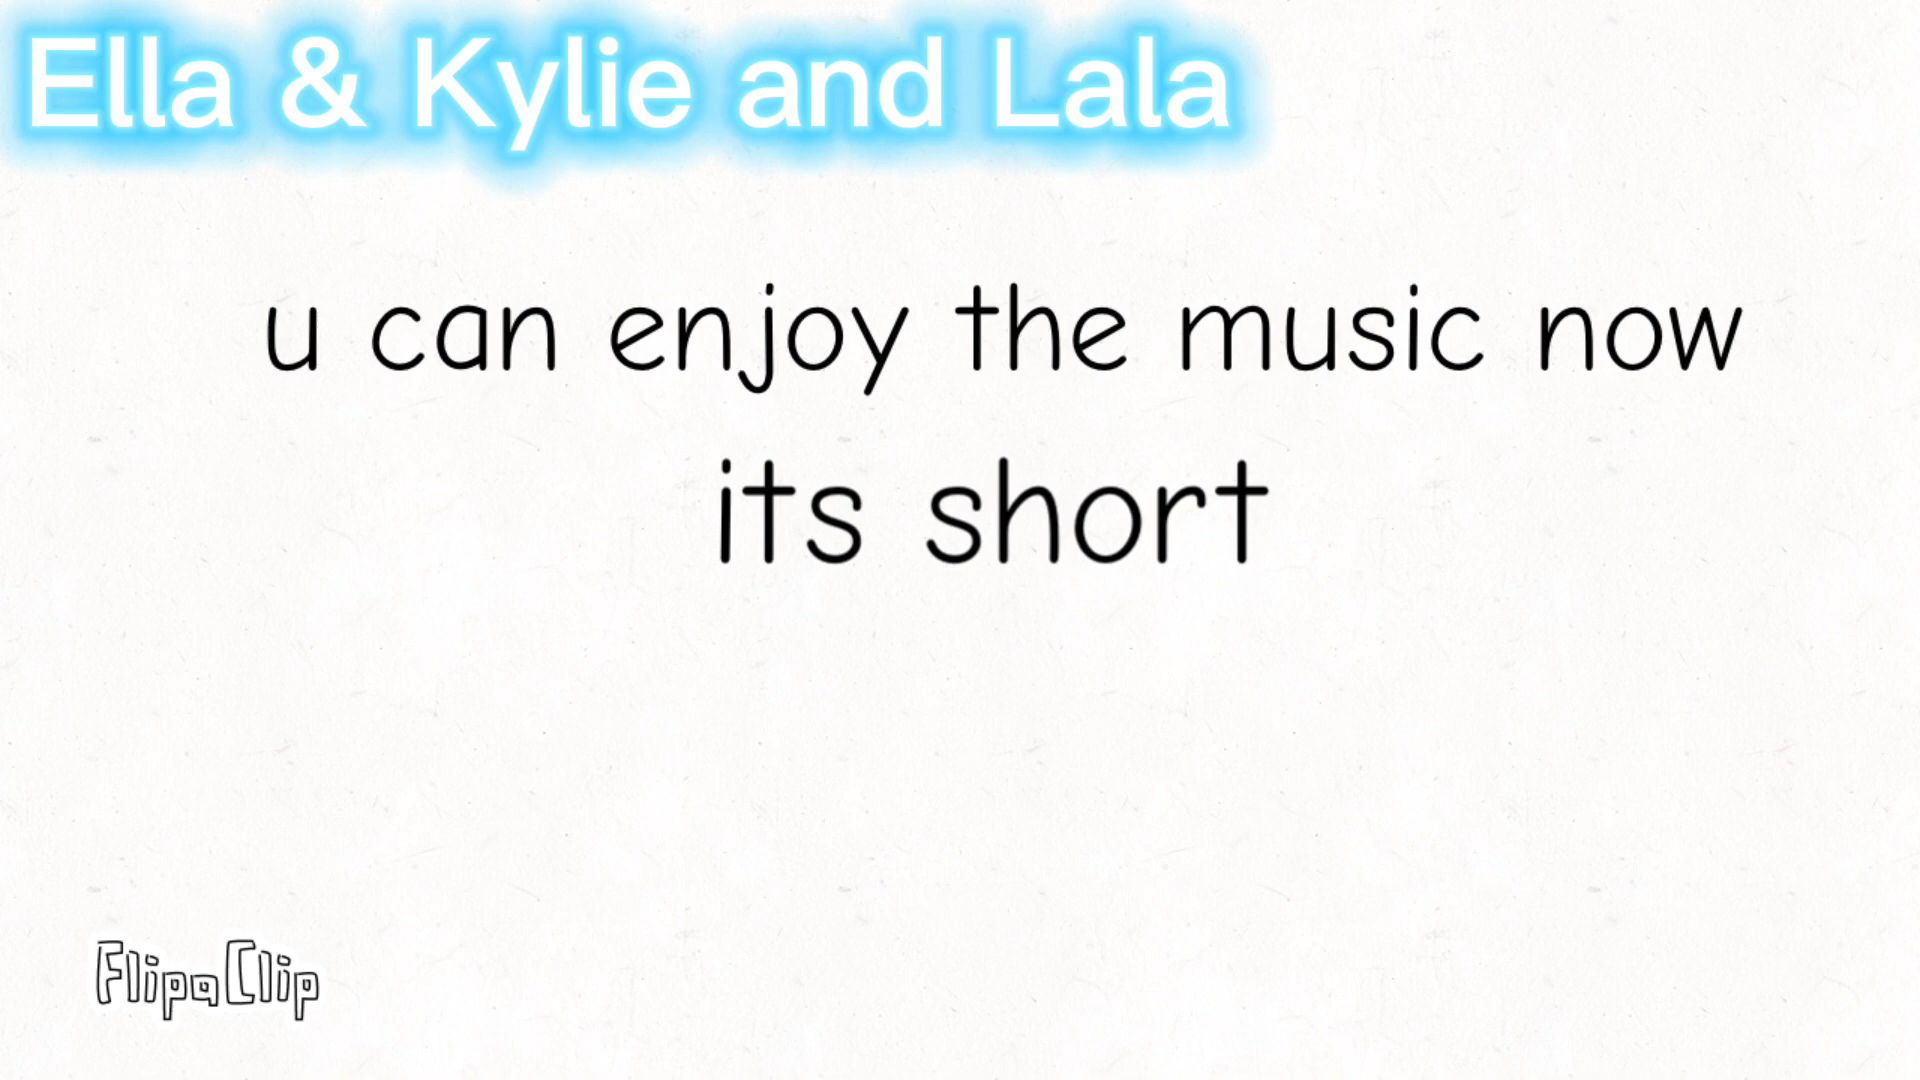 Ella & Kylie and Lala
u can enjoy the music now
its short
FlipaClip